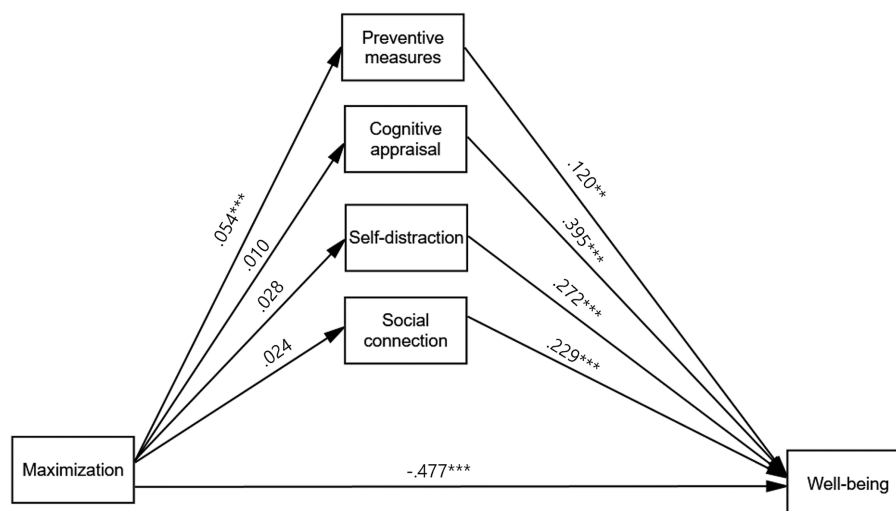 Preventive
measures
Cognitive
appraisal
.120**
.054***
.395***
Self-distraction
.010
.272***
.028
Social
connection
.024
.229***
Maximization
-.477***
Well-being